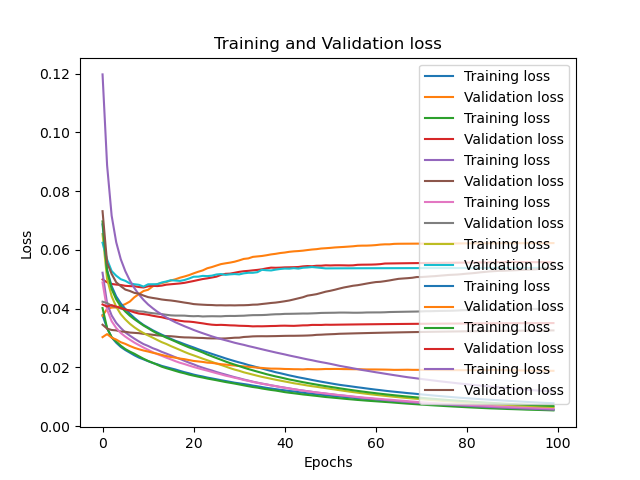 Training and Validation loss
0.12
0.10
0.08
0.06
0.04
0.02
0.00
Loss
0
20
40
60
80
100
Epochs
Training loss
Validation loss
Training loss
Validation loss
Training loss
Validation loss
Training loss
Validation loss
Training loss
Validation loss
Training loss
Validation loss
Training loss
Validation loss
Training loss
Validation loss